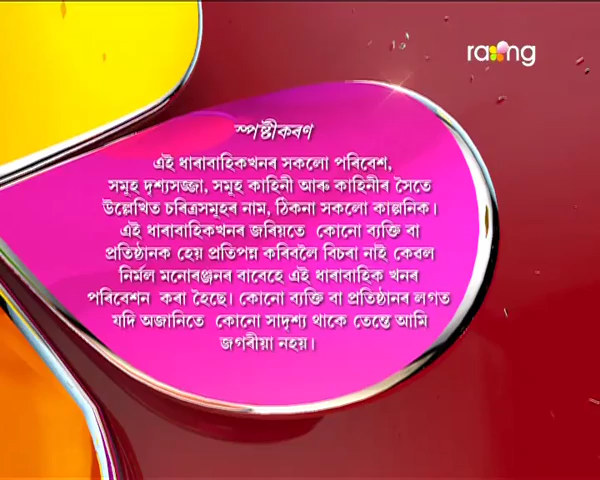 rang
স্পষ্টীকৰণ
এই ধাৰাবাহিকখনৰ সকলো পৰিবেশ,
সমূহ দৃশ্যসজ্জা, সমূহ কাহিনী আৰু কাহিনীৰ সৈতে
উল্লেখিত চৰিত্ৰসমূহৰ নাম, ঠিকনা সকলো কাল্পনিক।
এই ধাৰাবাহিকখনৰ জৰিয়তে কোনো ব্যক্তি বা
প্ৰতিষ্ঠানক হেয় প্ৰতিপন্ন কৰিবলৈ বিচৰা নাই কেবল
নিৰ্মল মনোৰঞ্জনৰ বাবেহে এই ধাৰাবাহিক খনৰ
পৰিবেশন কৰা হৈছে। কোনো ব্যক্তি বা প্ৰতিষ্ঠানৰ লগত
যদি অজানিতে কোনো সাদৃশ্য থাকে তেন্তে আমি
জগৰীয়া নহয়।